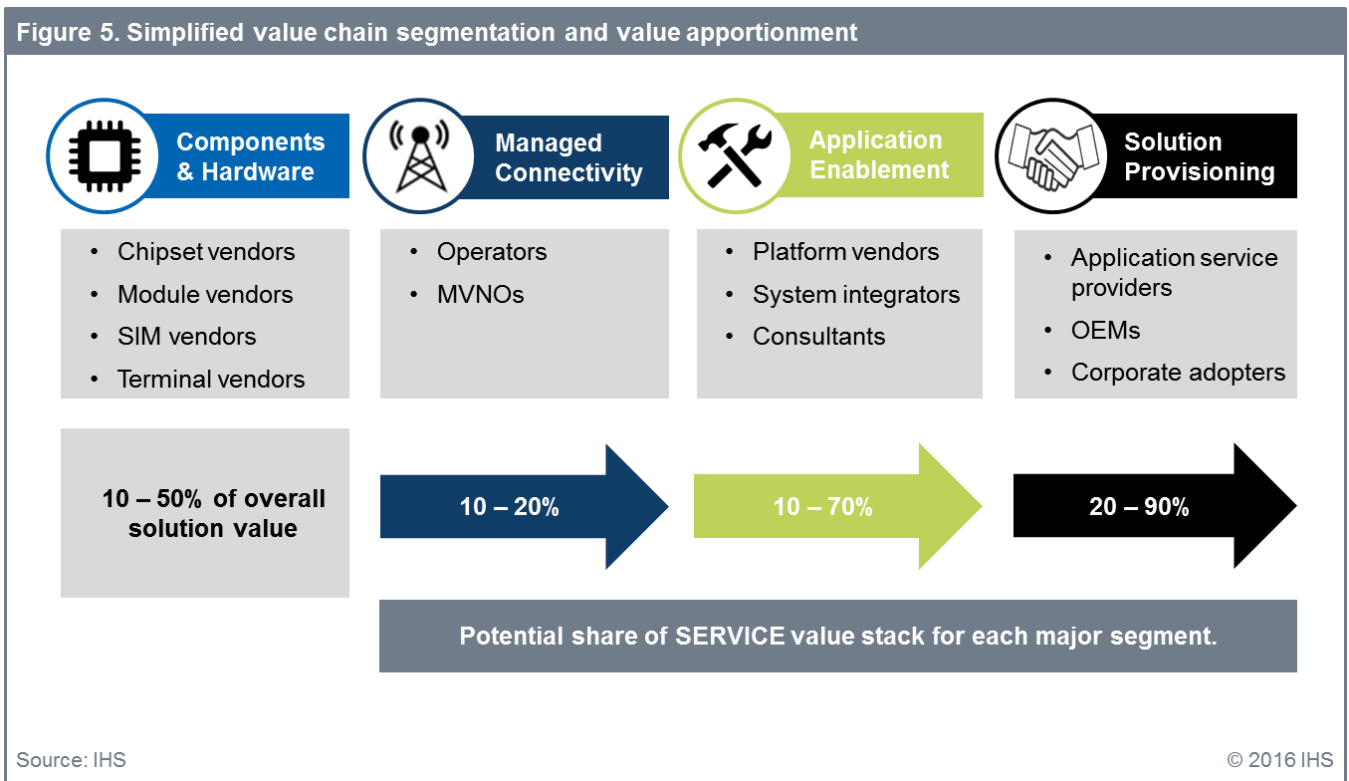 Figure 5. Simplified value chain segmentation and value apportionment
Components
& Hardware
Managed
Connectivity
Application
Enablement
Solution
Provisioning
• Chipset vendors
• Module vendors
• SIM vendors
• Terminal vendors
• Operators
• MVNOs
• Platform vendors
• System integrators
• Consultants
• Application service
providers
• OEMs
• Corporate adopters
10 – 50% of overall
solution value
10 – 20%
10 – 70%
20 – 90%
Potential share of SERVICE value stack for each major segment.
Source: IHS
© 2016 IHS